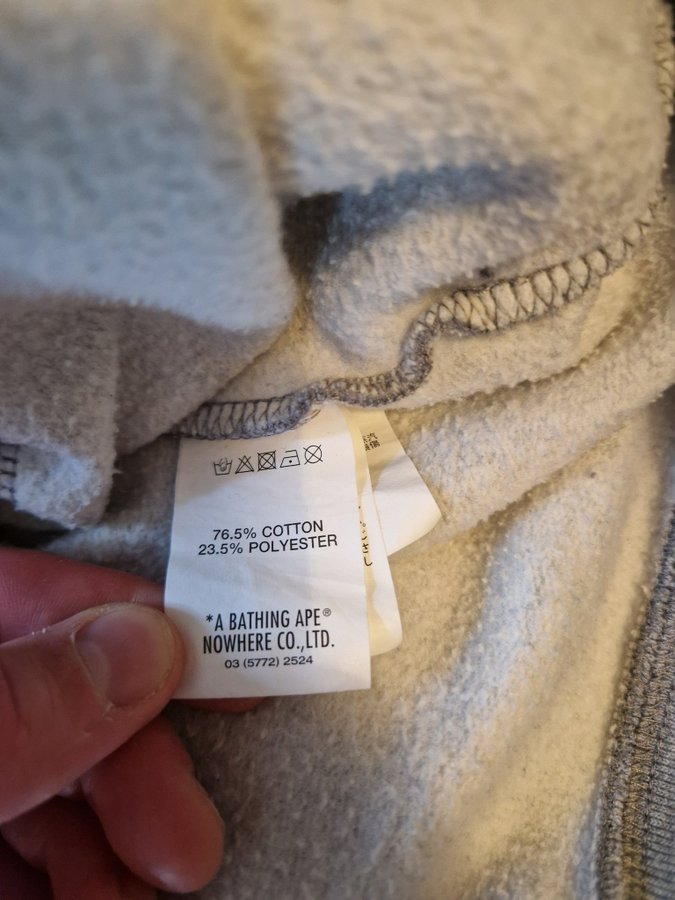 76.5% COTTON
23.5% POLYESTER
*A BATHING APE®
NOWHERE CO.,LTD.
03 (5772) 2524